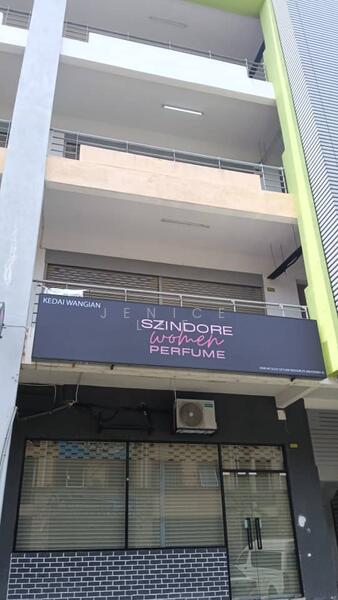 KEDAI WANGIAN
JENICE
SZINDORE
women
PERFUME